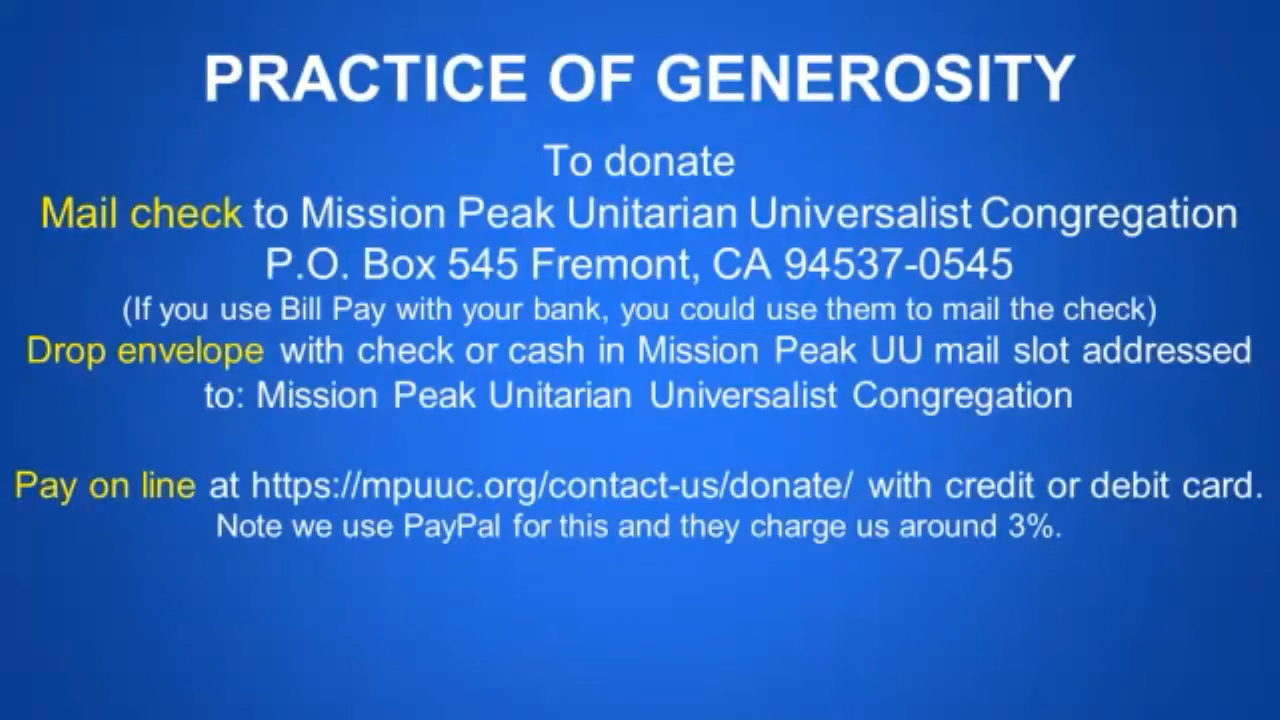 PRACTICE OF GENEROSITY
To donate
Mail check to Mission Peak Unitarian Universalist Congregation
P.O. Box 545 Fremont, CA 94537-0545
(If you use Bill Pay with your bank, you could use them to mail the check)
Drop envelope with check or cash in Mission Peak UU mail slot addressed
to: Mission Peak Unitarian Universalist Congregation
Pay on line at https://mpuuc.org/contact-us/donate/ with credit or debit card.
Note we use PayPal for this and they charge us around 3%.